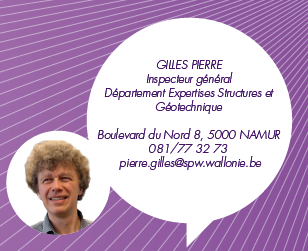 GILLES PIERRE
Inspecteur général
Département Expertises Structures et
Géotechnique
Boulevard du Nord 8, 5000 NAMUR
081/77 32 73
pierre.gilles@spw.wallonie.be